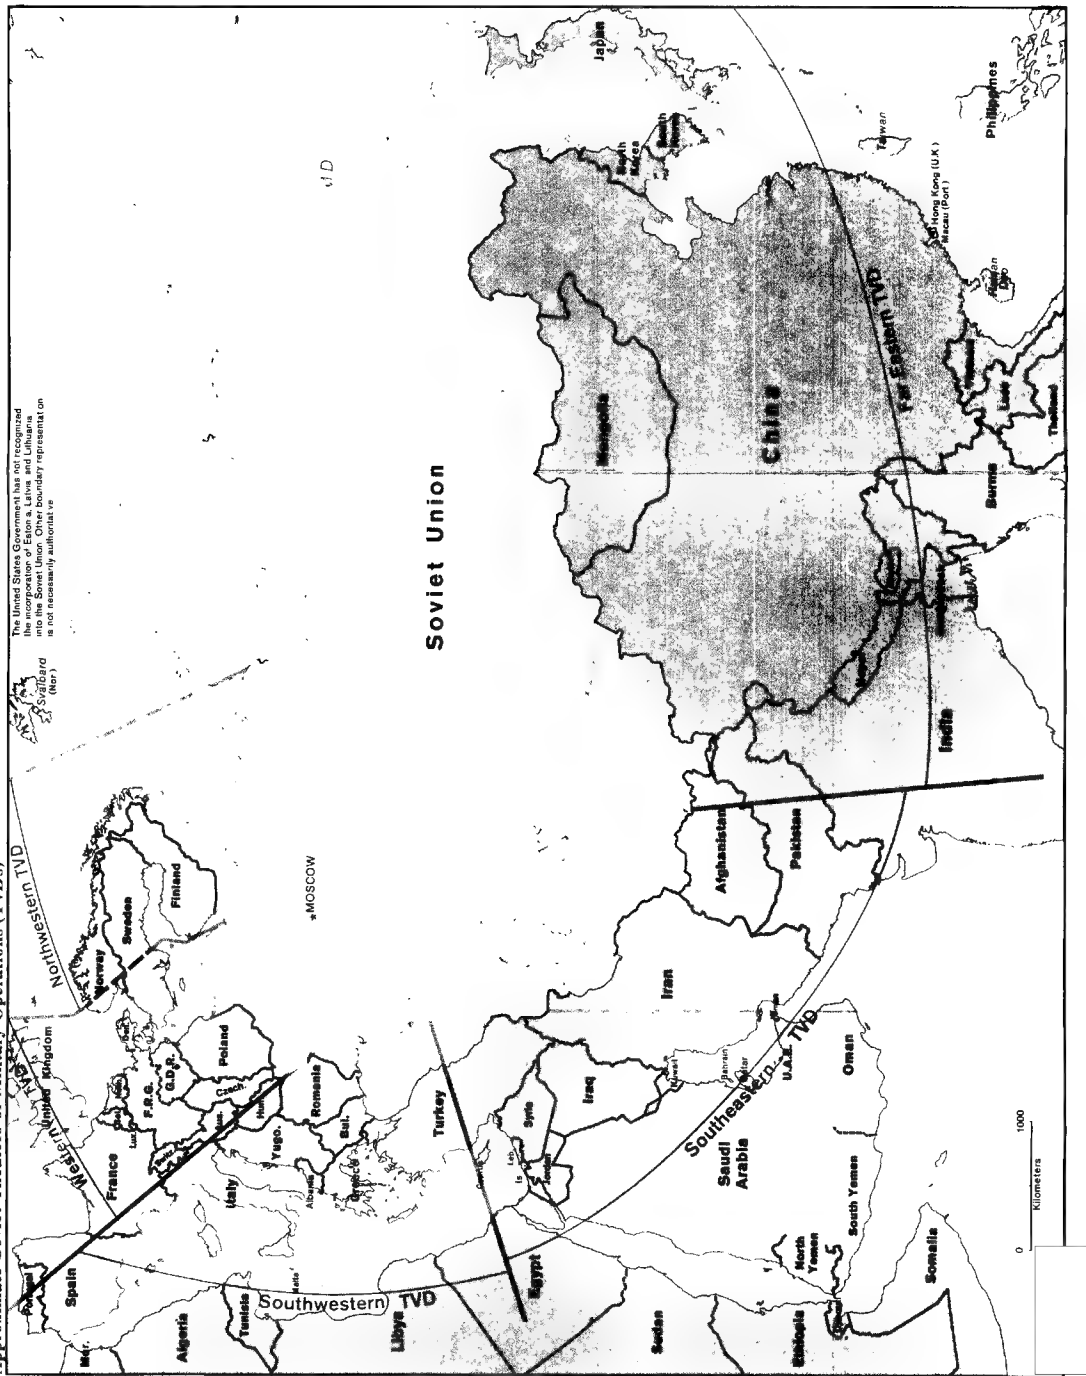 The United States Government has not recognized
the incorporation of Estonia, Latvia and Lithuania
into the Soviet Union. Other boundary representation
is not necessarily authoritative
Svalbard
(Nor)
Northwestern TVD
Norway
Sweden
Finland
Western TVD
United Kingdom
Lux
F.R.G.
G.D.R.
Poland
Czech.
Hun
France
Italy
Yugo.
Romania
Bul.
Albania
Greece
Portugal
Spain
Mor.
Algeria
Tunisia
Malta
Libya
Southwestern TVD
MOSCOW
Soviet Union
Turkey
Syria
Leb.
Is
Iraq
Iran
Kuwait
Bahrain
U.A.E.
Oman
Southeastern TVD
Saudi
Arabia
Egypt
Sudan
Ethiopia
North
Yemen
South Yemen
Somalia
Afghanistan
Pakistan
India
Nepal
Burma
Mongolia
China
Far Eastern TVD
Laos
Thailand
North
Korea
South
Korea
Japan
Taiwan
Hong Kong (U.K.)
Macau (Port)
Philippines
0
1000
Kilometers